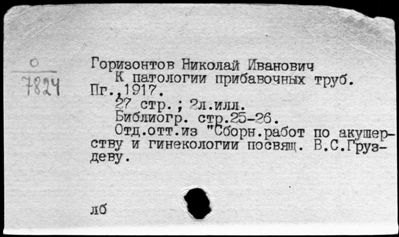 О
7824
Горизонтов Николай Иванович
К патологии прибавочных труб.
Пг.,1917.
27 стр.; 2л.илл.
Библиогр. стр.25-26.
Отд.отт.из "Сборн.работ по акушер-
ству и гинекологии посвящ. В.С.Груз-
деву.
лб